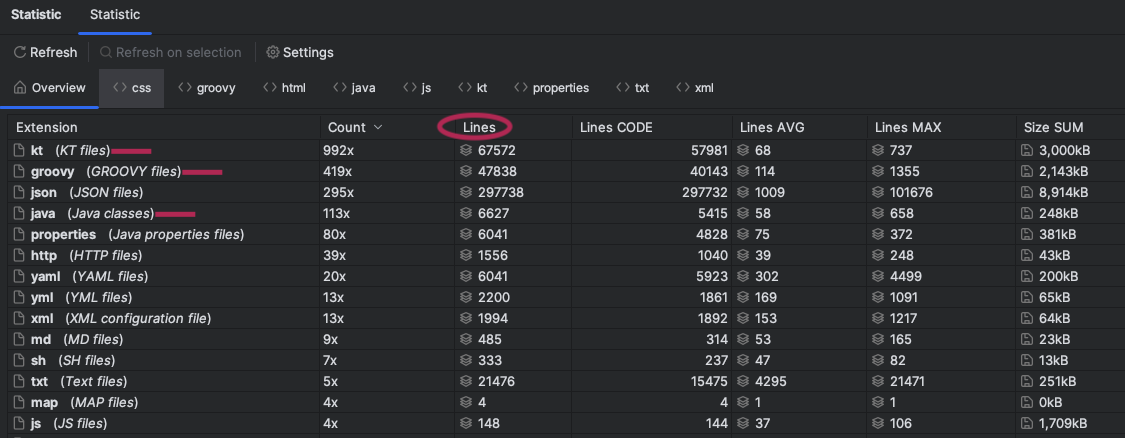 Statistic Statistic
Refresh Refresh on selection Settings
Overview css groovy html java js kt properties txt xml
Extension Count Lines Lines CODE Lines AVG Lines MAX Size SUM
kt (KT files) 992x 67572 57981 68 737 3,000kB
groovy (GROOVY files) 419x 47838 40143 114 1355 2,143kB
json (JSON files) 295x 297738 297732 1009 101676 8,914kB
java (Java classes) 113x 6627 5415 58 658 248kB
properties (Java properties files) 80x 6041 4828 75 372 381kB
http (HTTP files) 39x 1556 1040 39 248 43kB
yaml (YAML files) 20x 6041 5923 302 4499 200kB
yml (YML files) 13x 2200 1861 169 1091 65kB
xml (XML configuration file) 13x 1994 1892 153 1217 64kB
md (MD files) 9x 485 314 53 165 23kB
sh (SH files) 7x 333 237 47 82 13kB
txt (Text files) 5x 21476 15475 4295 21471 251kB
map (MAP files) 4x 4 4 1 1 0kB
js (JS files) 4x 148 144 37 106 1,709kB